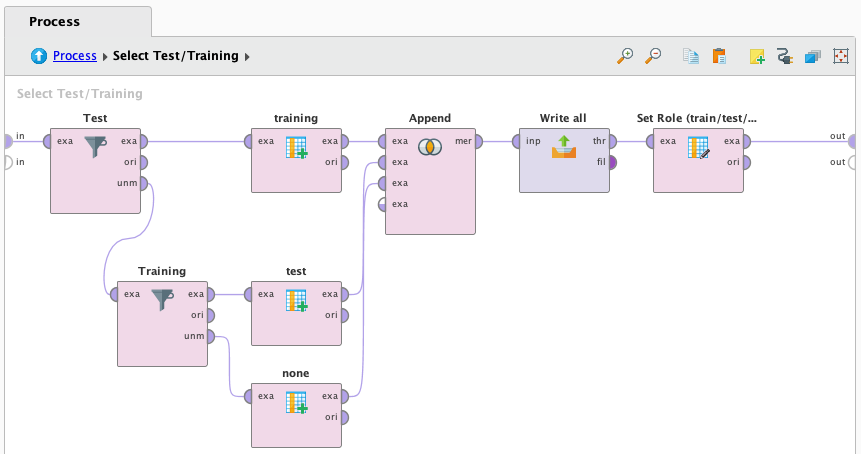 Process
Process ▸ Select Test/Training ▸
Select Test/Training
Test
training
Append
Write all
Set Role (train/test/...
in
in
exa
exa
ori
unm
exa
exa
ori
exa
exa
exa
exa
mer
inp
thr
fil
exa
exa
ori
out
out
Training
test
exa
exa
ori
unm
exa
exa
ori
none
exa
exa
ori